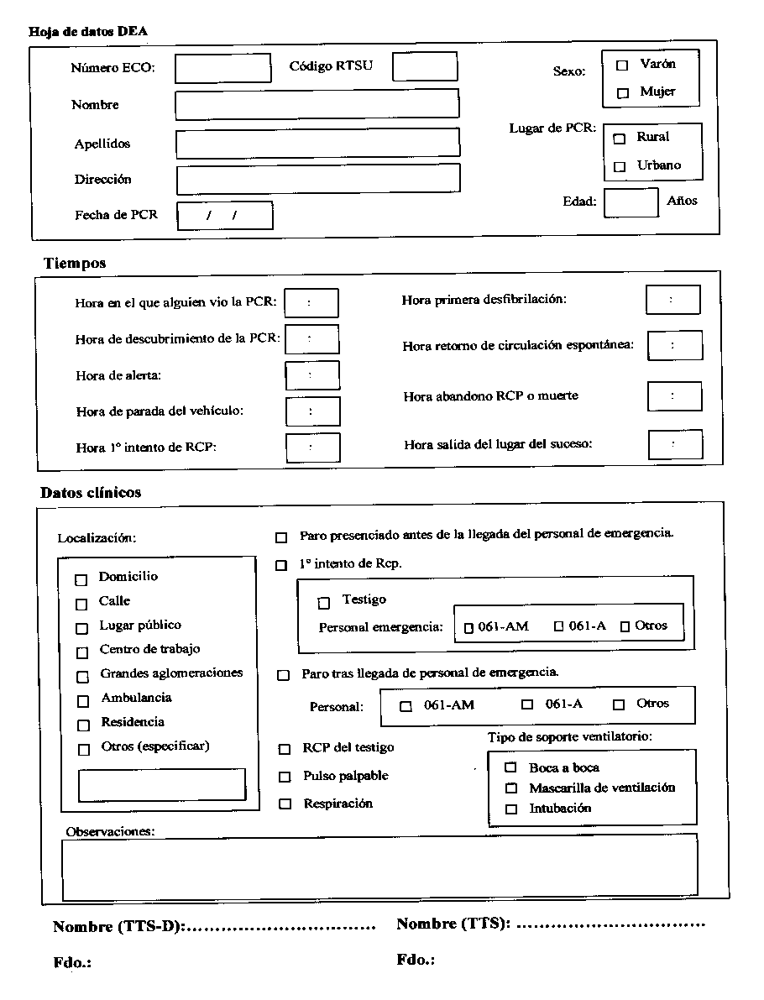 Hoja de datos DEA
Número ECO: Código RTSU
Nombre
Apellidos
Dirección
Fecha de PCR / /
Sexo:
Varón
Mujer
Lugar de PCR:
Rural
Urbano
Edad: Años
Tiempos
Hora en el que alguien vio la PCR: :
Hora de descubrimiento de la PCR: :
Hora de alerta: :
Hora de parada del vehículo: :
Hora 1º intento de RCP: :
Hora primera desfibrilación: :
Hora retorno de circulación espontánea: :
Hora abandono RCP o muerte :
Hora salida del lugar del suceso: :
Datos clínicos
Localización:
Domicilio
Calle
Lugar público
Centro de trabajo
Grandes aglomeraciones
Ambulancia
Residencia
Otros (especificar)
Paro presenciado antes de la llegada del personal de emergencia.
1º intento de Rcp.
Testigo
Personal emergencia: 061-AM 061-A Otros
Paro tras llegada de personal de emergencia.
Personal: 061-AM 061-A Otros
RCP del testigo
Pulso palpable
Respiración
Tipo de soporte ventilatorio:
Boca a boca
Mascarilla de ventilación
Intubación
Observaciones:
Nombre (TTS-D):................................. Nombre (TTS): .................................
Fdo.: Fdo.: